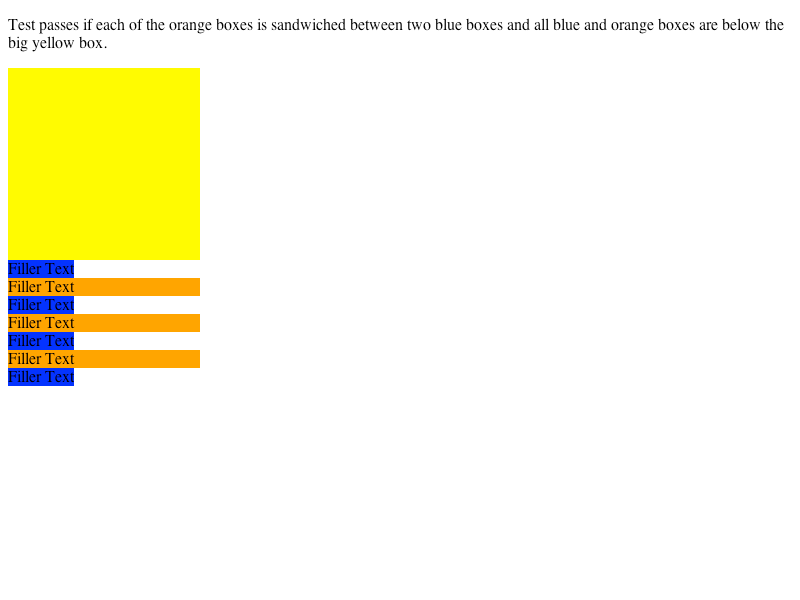 Test passes if each of the orange boxes is sandwiched between two blue boxes and all blue and orange boxes are below the
big yellow box.
Filler Text
Filler Text
Filler Text
Filler Text
Filler Text
Filler Text
Filler Text